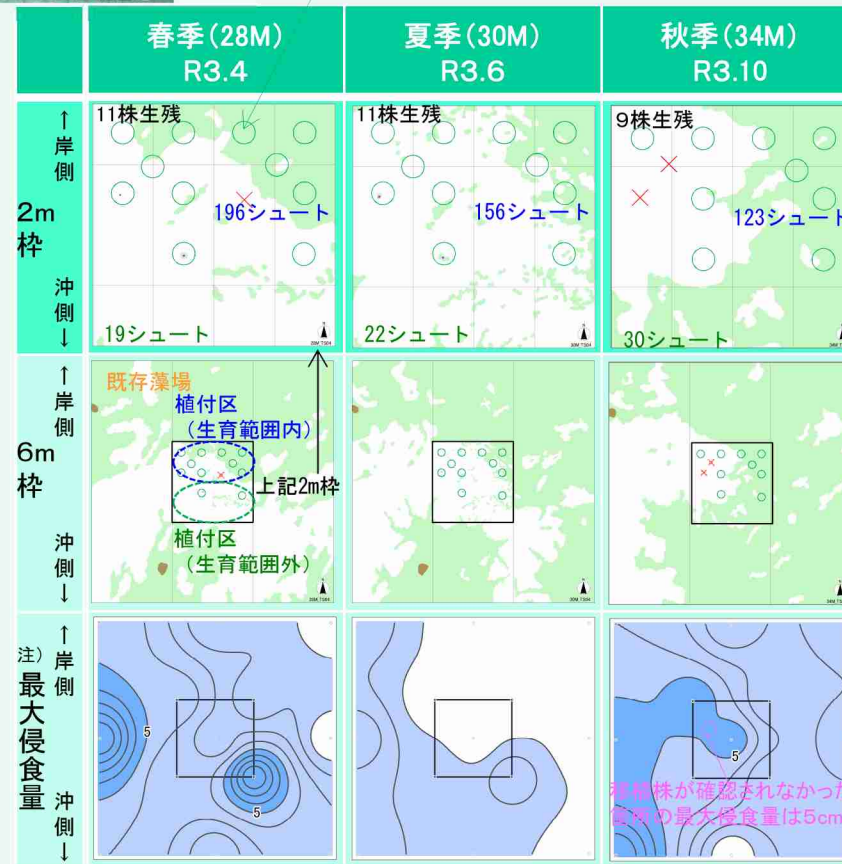 春季(28M)
R3.4
夏季(30M)
R3.6
秋季(34M)
R3.10
↑岸側
2m枠
沖側↓
11株生残
196シュート
19シュート
11株生残
156シュート
22シュート
9株生残
123シュート
30シュート
↑岸側
6m枠
沖側↓
既存藻場
植付区
(生育範囲内)
上記2m枠
植付区
(生育範囲外)
↑岸側
注)最大侵食量
沖側↓
5
5
5
移植株が確認されなかった
箇所の最大侵食量は5cm